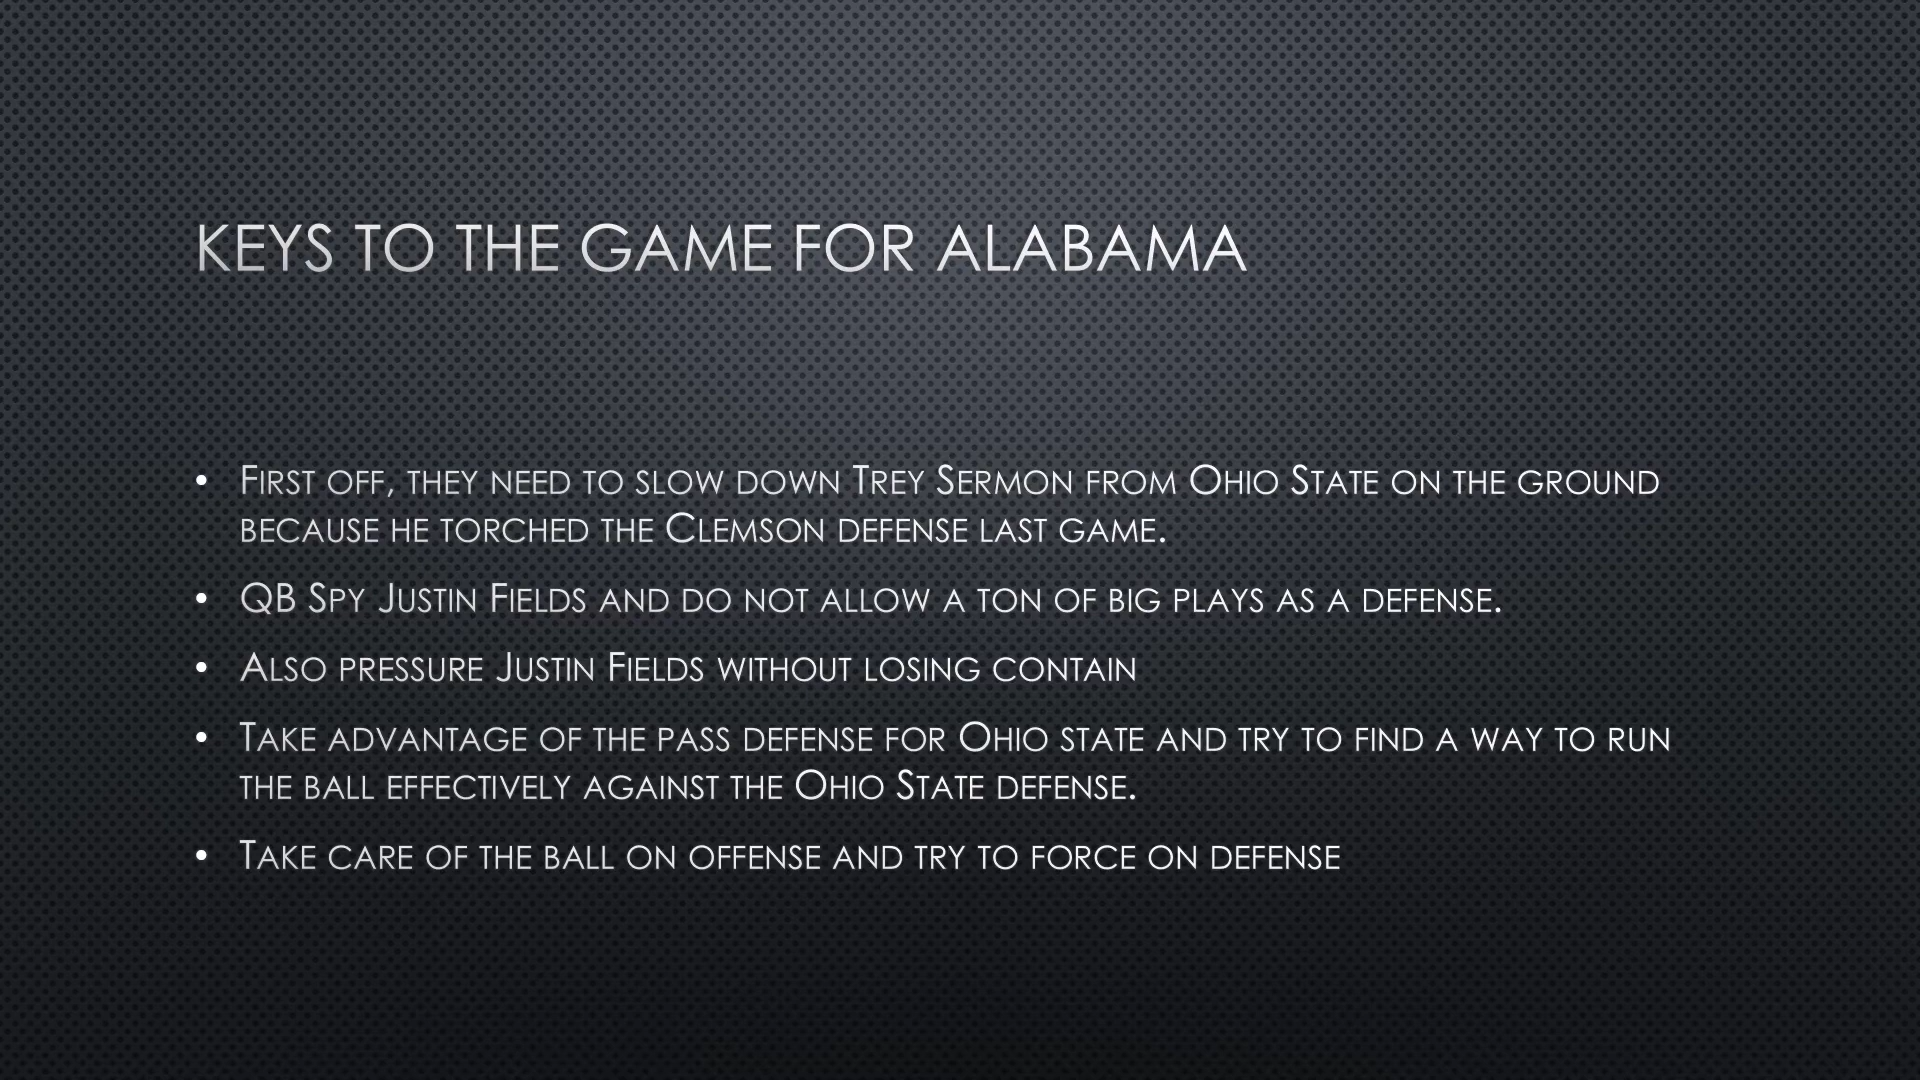 KEYS TO THE GAME FOR ALABAMA
• First off, they need to slow down Trey Sermon from Ohio State on the ground
because he torched the Clemson defense last game.
• QB Spy Justin Fields and do not allow a ton of big plays as a defense.
• Also pressure Justin Fields without losing contain
• Take advantage of the pass defense for Ohio state and try to find a way to run
the ball effectively against the Ohio State defense.
• Take care of the ball on offense and try to force on defense